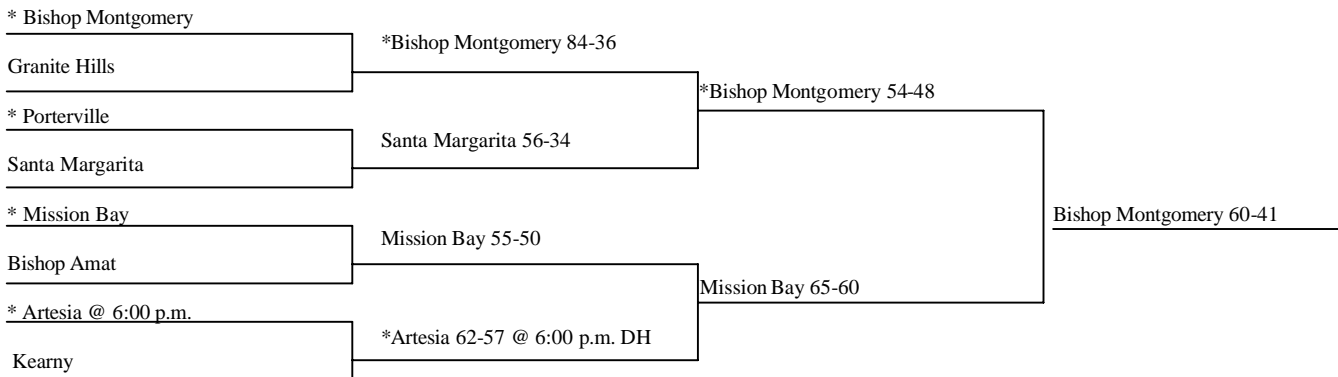 * Bishop Montgomery
Granite Hills
* Porterville
Santa Margarita
* Mission Bay
Bishop Amat
* Artesia @ 6:00 p.m.
Kearny
*Bishop Montgomery 84-36
Santa Margarita 56-34
Mission Bay 55-50
*Artesia 62-57 @ 6:00 p.m. DH
*Bishop Montgomery 54-48
Mission Bay 65-60
Bishop Montgomery 60-41